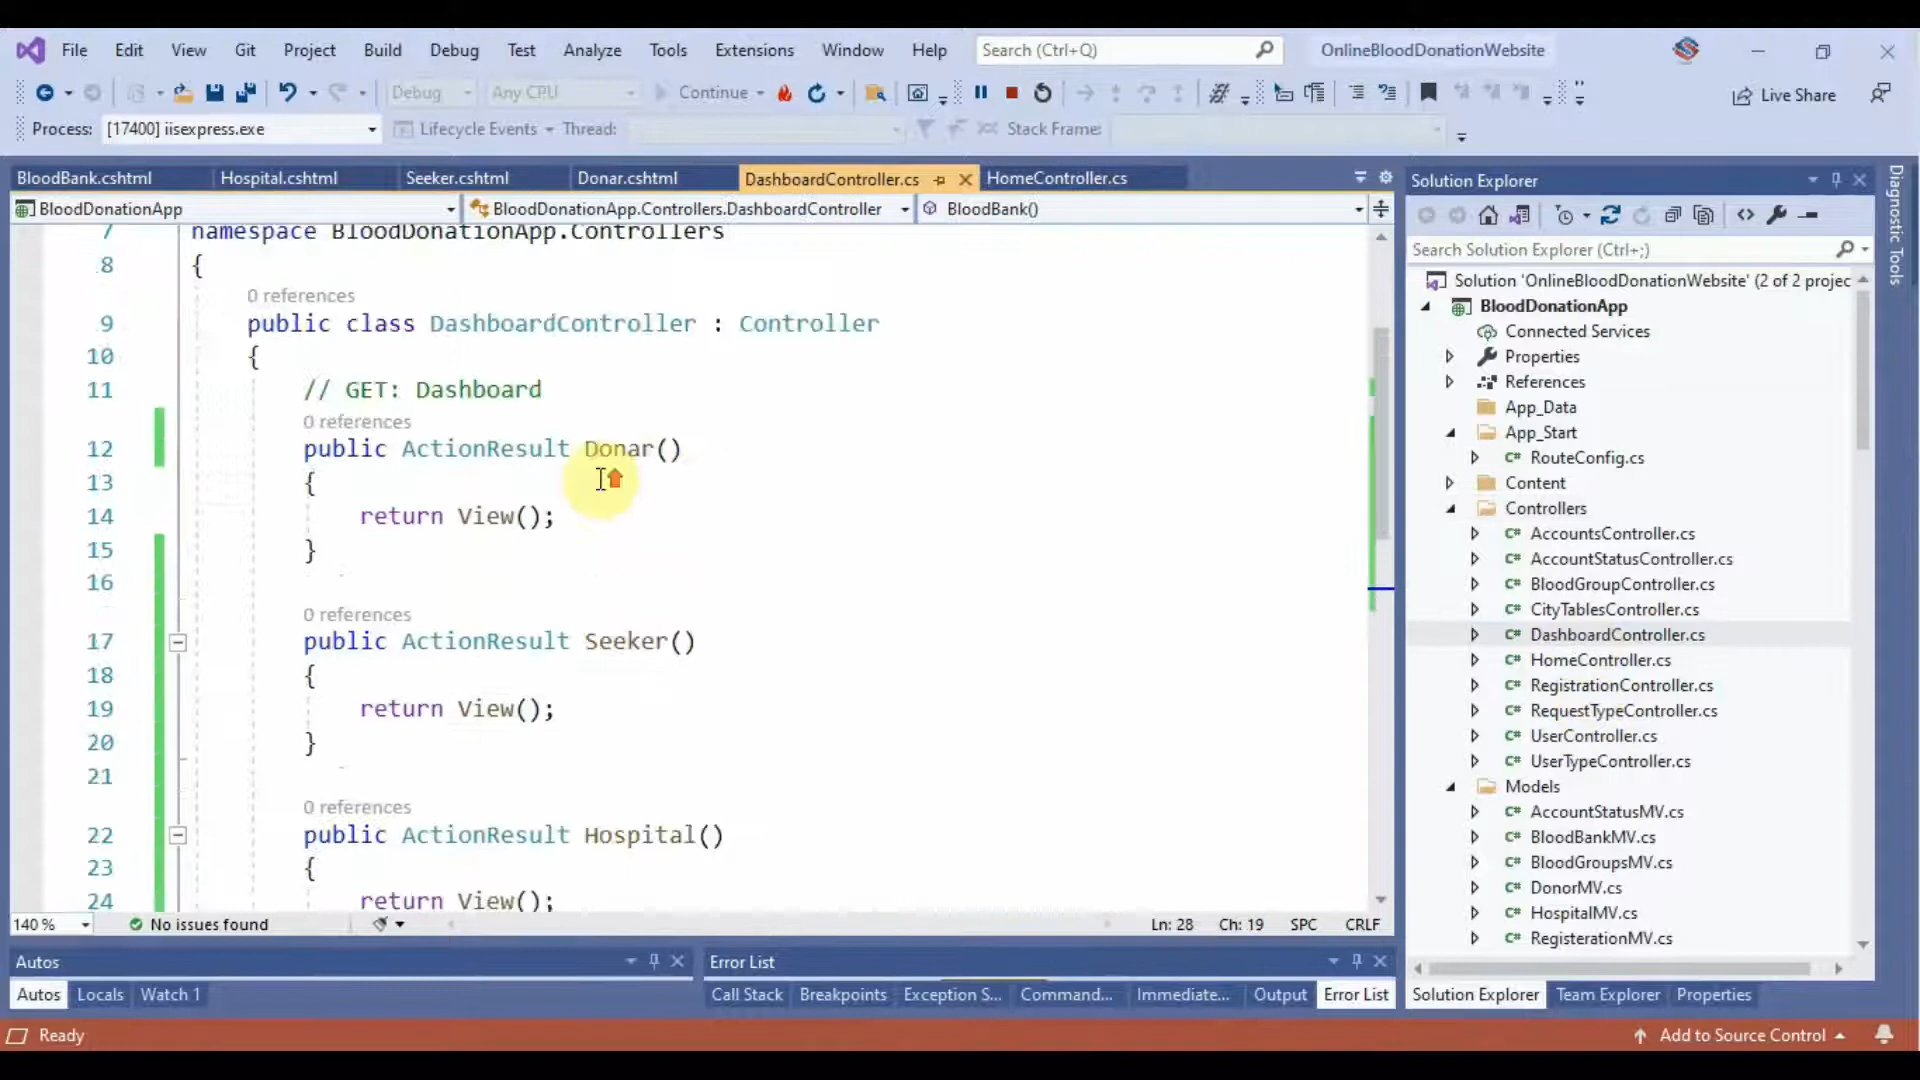 File Edit View Git Project Build Debug Test Analyze Tools Extensions Window Help Search (Ctrl+Q) OnlineBloodDonationWebsite
Debug Any CPU Continue Live Share
Process: [17400] iisexpress.exe Lifecycle Events Thread: Stack Frame:
BloodBank.cshtml Hospital.cshtml Seeker.cshtml Donar.cshtml DashboardController.cs HomeController.cs
BloodDonationApp BloodDonationApp.Controllers.DashboardController BloodBank()
7 namespace BloodDonationApp.Controllers
8 {
0 references
9 public class DashboardController : Controller
10 {
11 // GET: Dashboard
0 references
12 public ActionResult Donar()
13 {
14 return View();
15 }
16
0 references
17 public ActionResult Seeker()
18 {
19 return View();
20 }
21
0 references
22 public ActionResult Hospital()
23 {
24 return View();
140 % No issues found Ln: 28 Ch: 19 SPC CRLF
Autos
Autos Locals Watch 1
Error List
Call Stack Breakpoints Exception S... Command... Immediate... Output Error List
Solution Explorer
Search Solution Explorer (Ctrl+;)
Solution 'OnlineBloodDonationWebsite' (2 of 2 projec
BloodDonationApp
Connected Services
Properties
References
App_Data
App_Start
C# RouteConfig.cs
Content
Controllers
C# AccountsController.cs
C# AccountStatusController.cs
C# BloodGroupController.cs
C# CityTablesController.cs
C# DashboardController.cs
C# HomeController.cs
C# RegistrationController.cs
C# RequestTypeController.cs
C# UserController.cs
C# UserTypeController.cs
Models
C# AccountStatusMV.cs
C# BloodBankMV.cs
C# BloodGroupsMV.cs
C# DonorMV.cs
C# HospitalMV.cs
C# RegisterationMV.cs
Solution Explorer Team Explorer Properties
Diagnostic Tools
Ready Add to Source Control